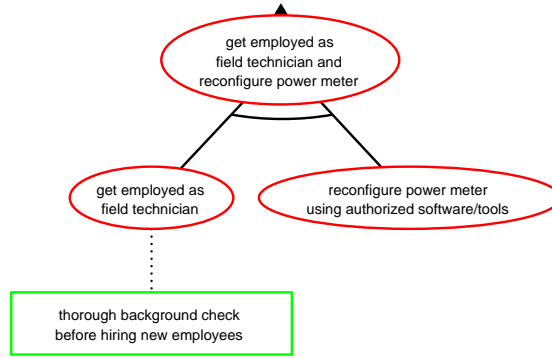 get employed as
field technician and
reconfigure power meter
get employed as
field technician
reconfigure power meter
using authorized software/tools
thorough background check
before hiring new employees